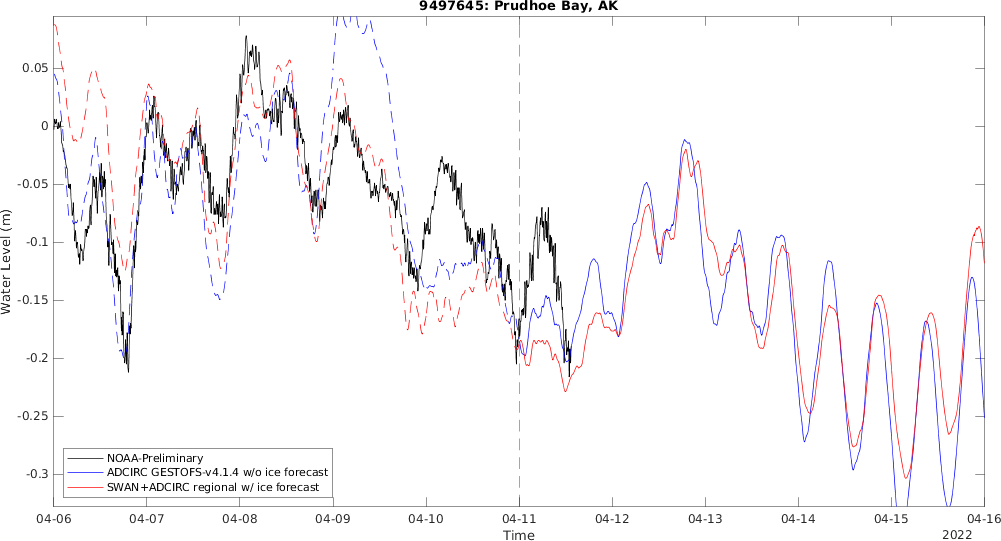 9497645: Prudhoe Bay, AK
Water Level (m)
0.05
0
-0.05
-0.1
-0.15
-0.2
-0.25
-0.3
NOAA-Preliminary
ADCIRC GESTOFS-v4.1.4 w/o ice forecast
SWAN+ADCIRC regional w/ ice forecast
04-06 04-07 04-08 04-09 04-10 04-11 04-12 04-13 04-14 04-15 04-16
Time
2022